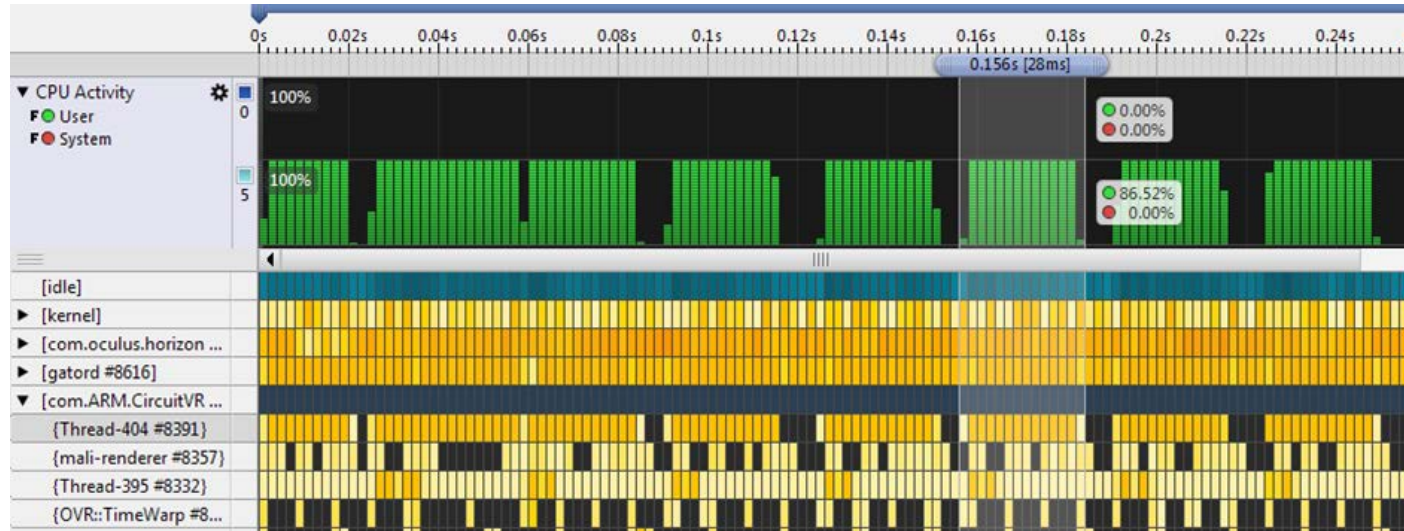 0s 0.02s 0.04s 0.06s 0.08s 0.1s 0.12s 0.14s 0.16s 0.18s 0.2s 0.22s 0.24s
0.156s [28ms]
▼ CPU Activity
F User
F System
0
100%
0.00%
0.00%
5
100%
86.52%
0.00%
[idle]
▶ [kernel]
▶ [com.oculus.horizon ...
▶ [gatord #8616]
▼ [com.ARM.CircuitVR ...
{Thread-404 #8391}
{mali-renderer #8357}
{Thread-395 #8332}
{OVR::TimeWarp #8...